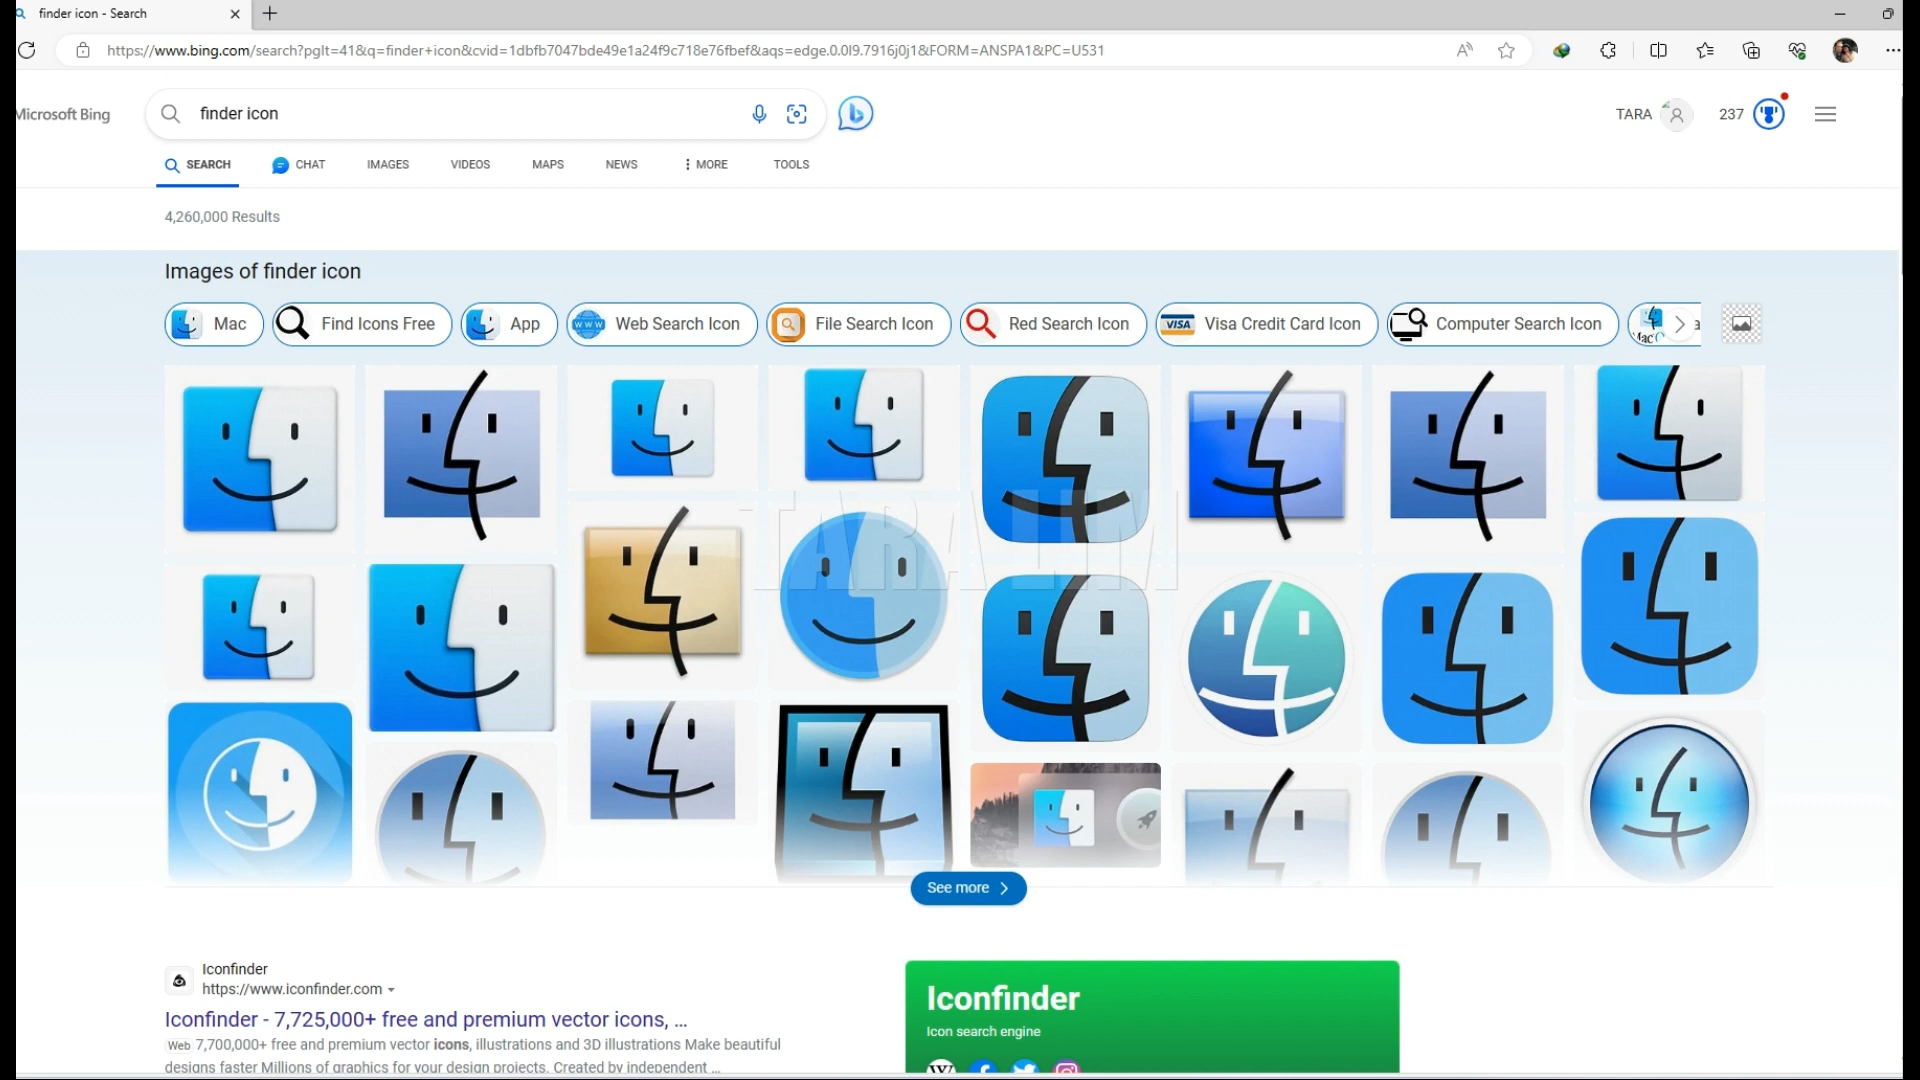 finder icon - Search
https://www.bing.com/search?pglt=41&q=finder+icon&cvid=1dbfb7047bde49e1a24f9c718e76fbef&aqs=edge.0.0l9.7916j0j1&FORM=ANSPA1&PC=U531
Microsoft Bing
finder icon
TARA
237
SEARCH CHAT IMAGES VIDEOS MAPS NEWS MORE TOOLS
4,260,000 Results
Images of finder icon
Mac
Find Icons Free
App
WWW Web Search Icon
File Search Icon
Red Search Icon
VISA Visa Credit Card Icon
Computer Search Icon
See more
Iconfinder
https://www.iconfinder.com
Iconfinder - 7,725,000+ free and premium vector icons, ...
Web 7,700,000+ free and premium vector icons, illustrations and 3D illustrations Make beautiful
designs faster Millions of graphics for your design projects. Created by independent ...
Iconfinder
Icon search engine